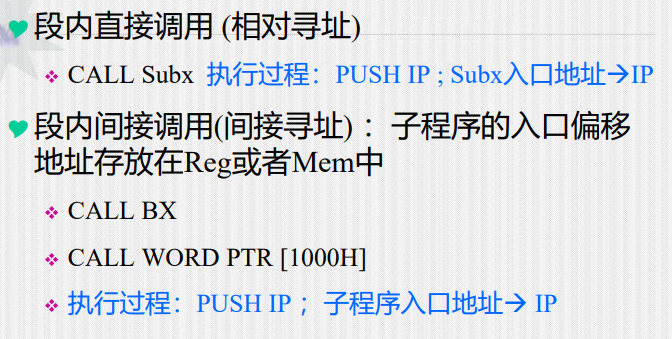 段内直接调用 (相对寻址)
CALL Subx 执行过程：PUSH IP ; Subx入口地址→IP
段内间接调用(间接寻址) ：子程序的入口偏移
地址存放在Reg或者Mem中
CALL BX
CALL WORD PTR [1000H]
执行过程：PUSH IP ；子程序入口地址→ IP